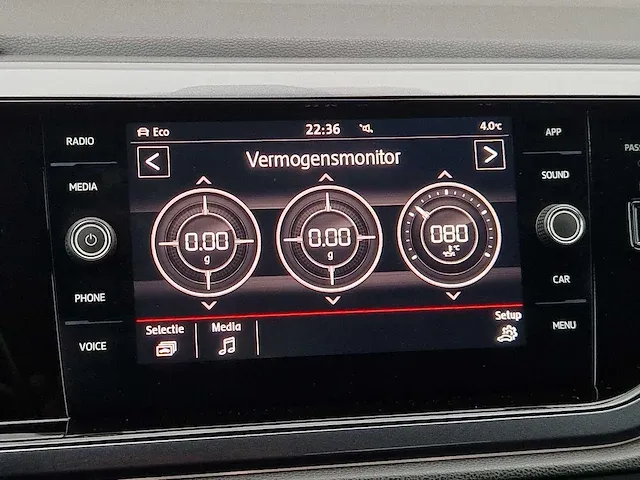 RADIO
MEDIA
PHONE
VOICE
Eco 22:36 4.0°C
Vermogensmonitor
0.00 0.00 080
g g °C
Selectie Media Setup
APP
SOUND
CAR
MENU
PASS